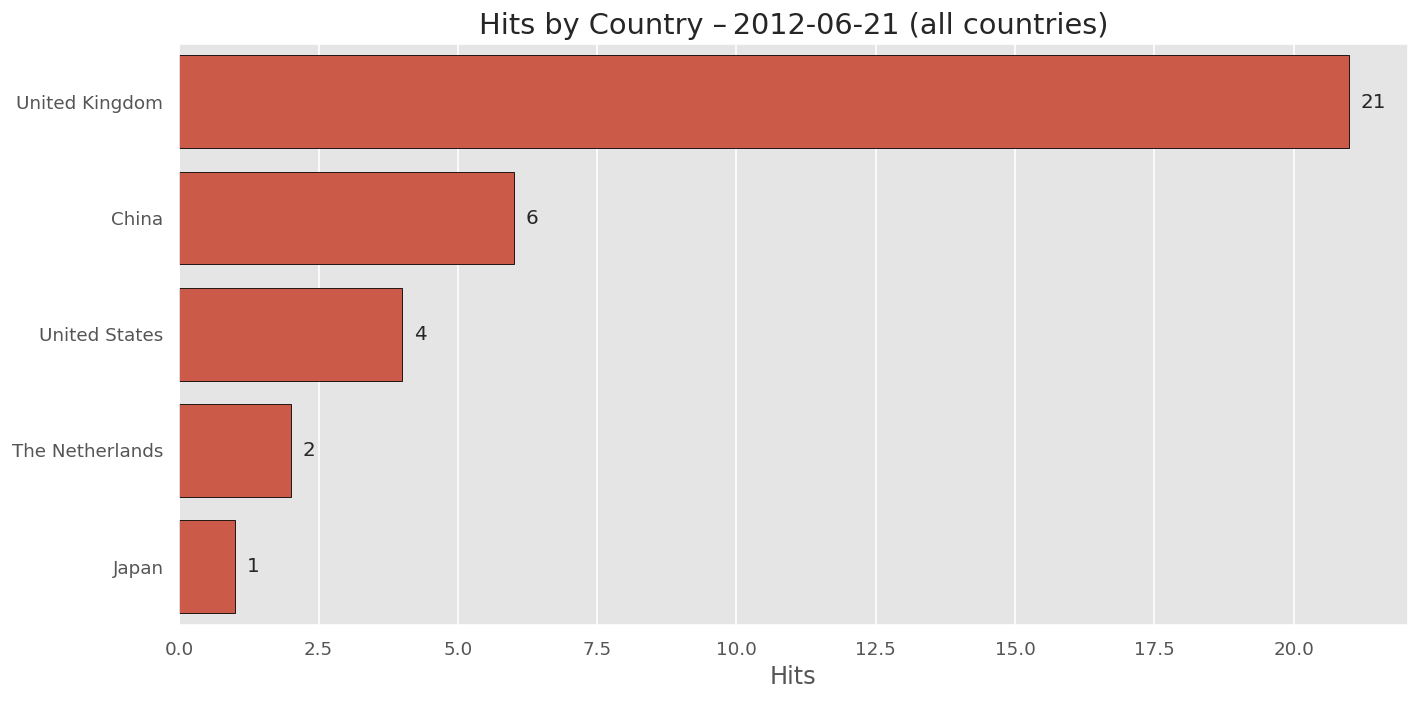 Hits by Country – 2012-06-21 (all countries)
United Kingdom 21
China 6
United States 4
The Netherlands 2
Japan 1
0.0 2.5 5.0 7.5 10.0 12.5 15.0 17.5 20.0
Hits